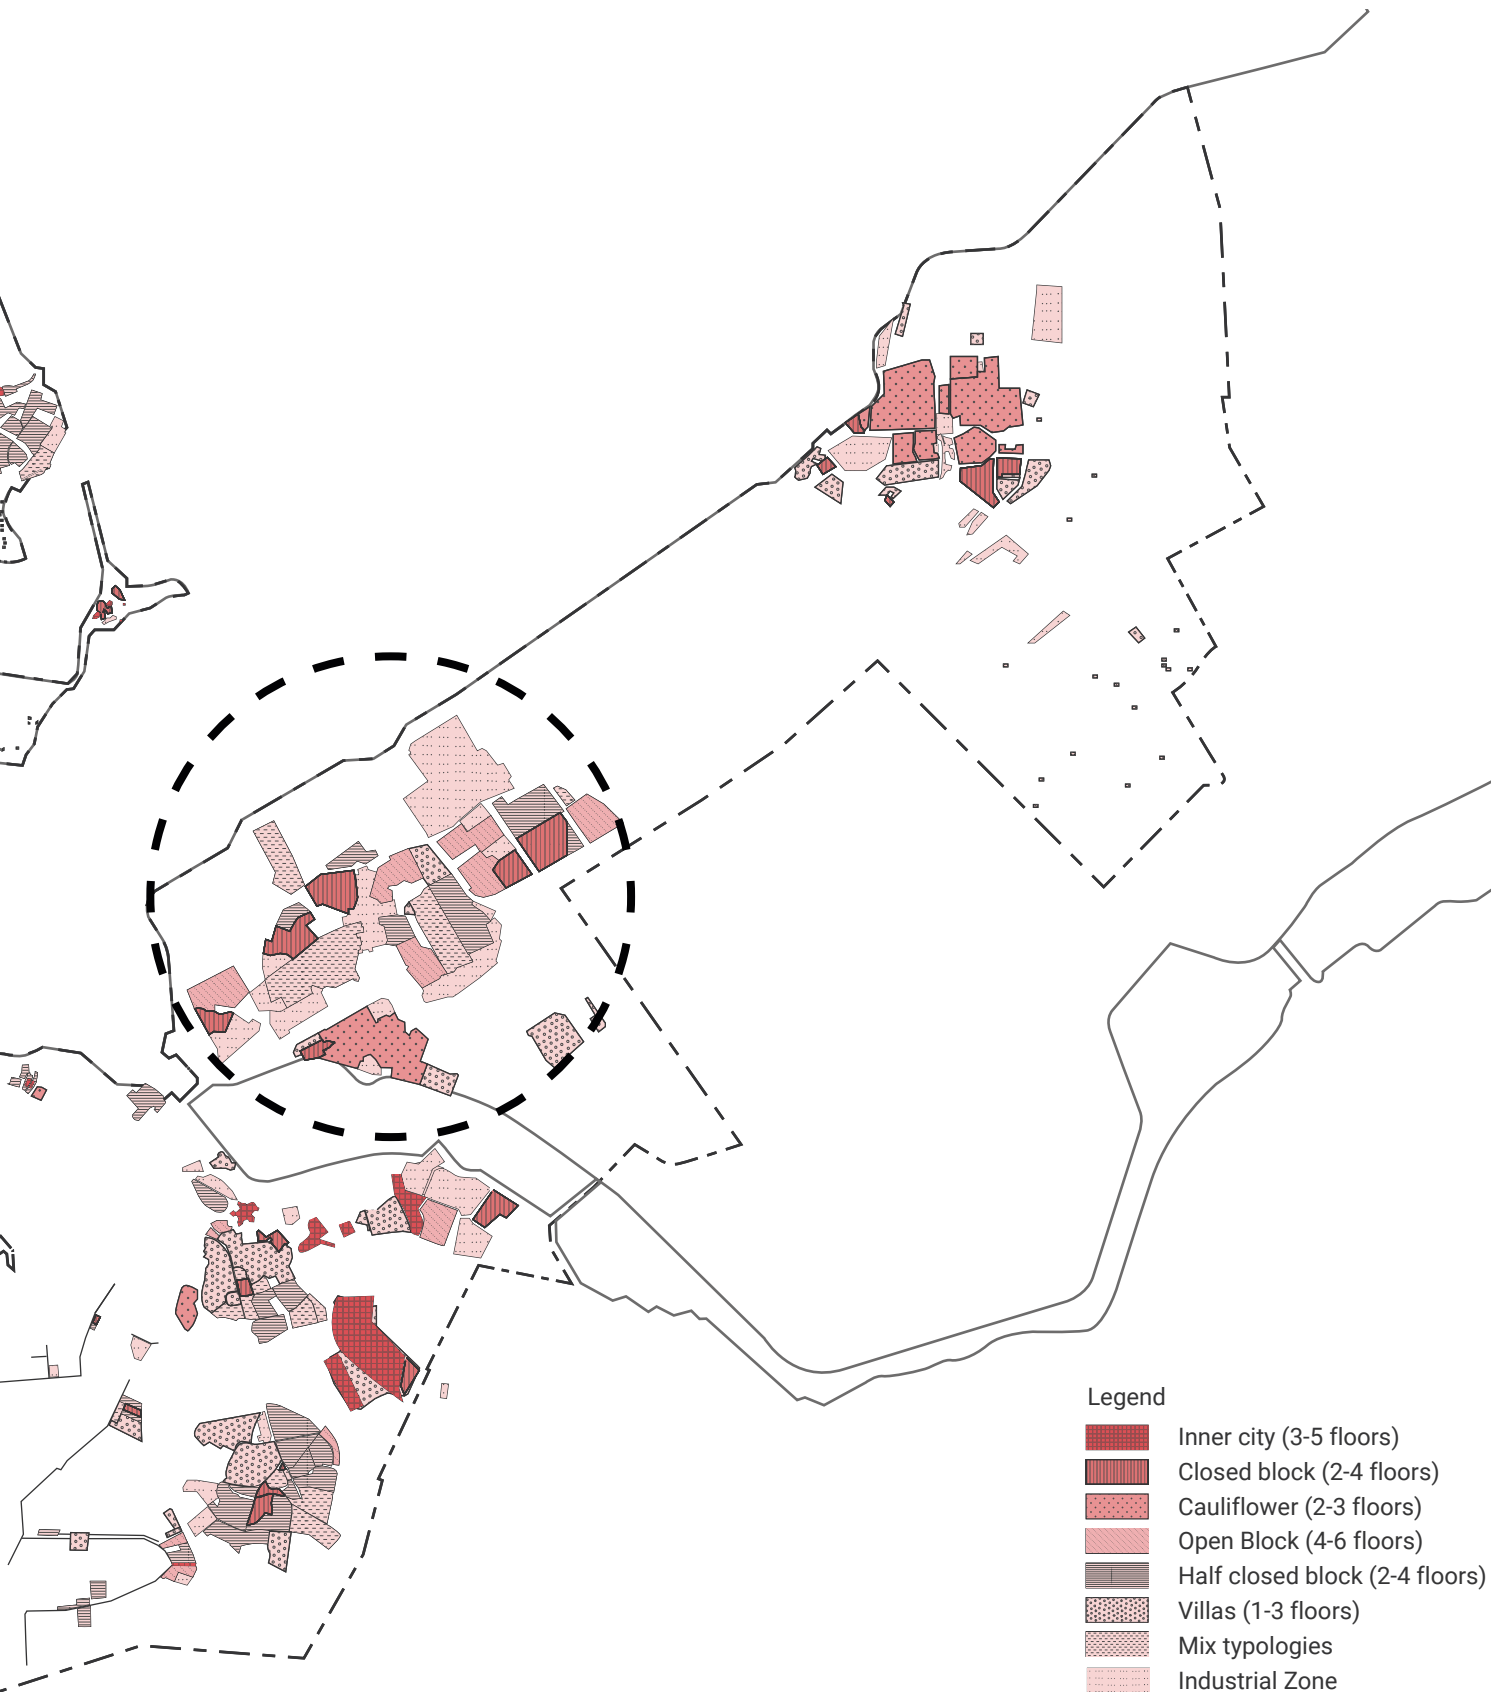 Legend
Inner city (3-5 floors)
Closed block (2-4 floors)
Cauliflower (2-3 floors)
Open Block (4-6 floors)
Half closed block (2-4 floors)
Villas (1-3 floors)
Mix typologies
Industrial Zone